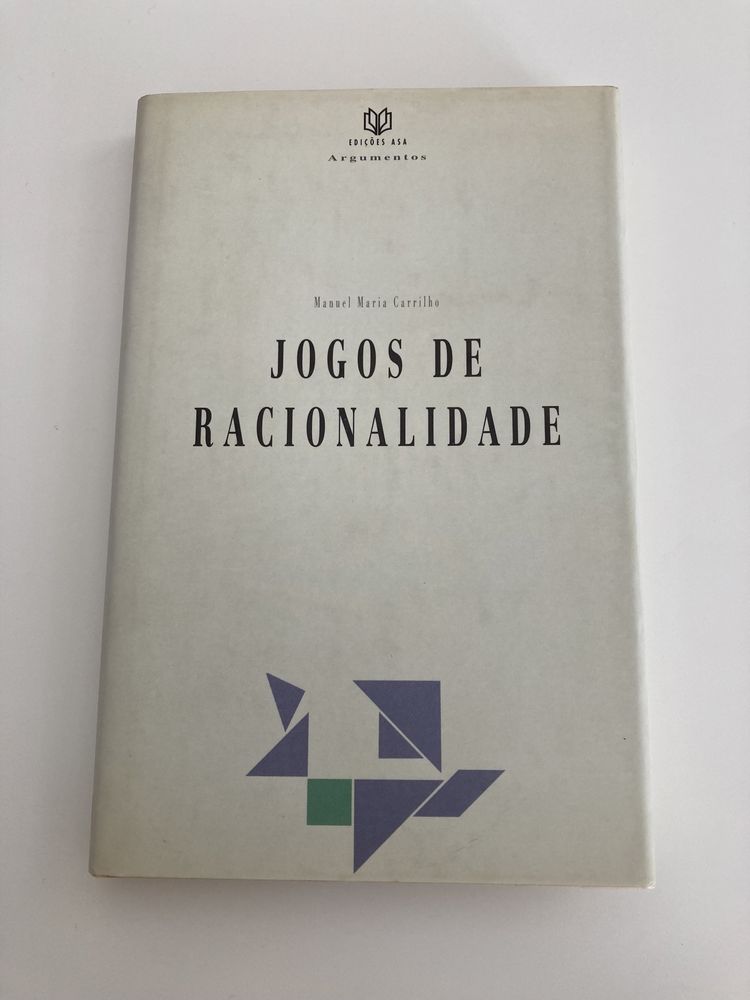 EDIÇÕES ASA
Argumentos
Manuel Maria Carrilho
JOGOS DE
RACIONALIDADE